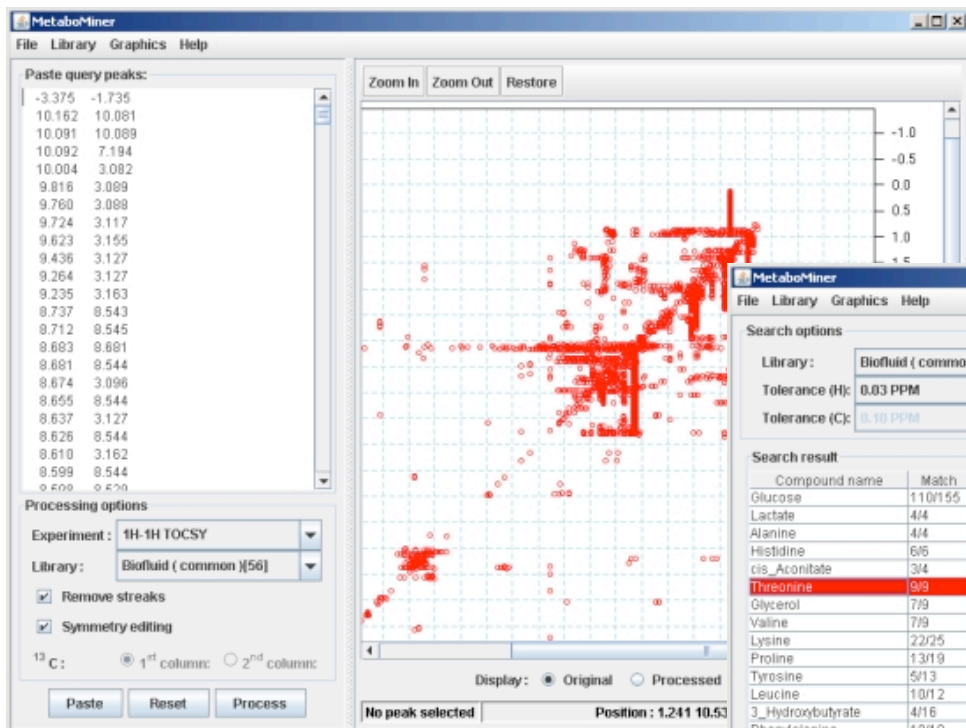 MetaboMiner
File Library Graphics Help
Paste query peaks:
-3.375 -1.735
10.162 10.081
10.091 10.089
10.092 7.194
10.004 3.082
9.816 3.089
9.760 3.088
9.724 3.117
9.623 3.155
9.436 3.127
9.264 3.127
9.235 3.163
8.737 8.543
8.712 8.545
8.683 8.681
8.681 8.544
8.674 3.096
8.655 8.544
8.637 3.127
8.626 8.544
8.610 3.162
8.599 8.544
Processing options
Experiment : 1H-1H TOCSY
Library: Biofluid ( common )[56]
Remove streaks
Symmetry editing
13 C : 1st column: 2nd column:
Paste Reset Process
Zoom In Zoom Out Restore
-1.0
-0.5
0.0
0.5
1.0
1.5
Display : Original Processed
No peak selected Position : 1.241 10.53
MetaboMiner
File Library Graphics Help
Search options
Library : Biofluid ( commo
Tolerance (H): 0.03 PPM
Tolerance (C): 0.10 PPM
Search result
Compound name Match
Glucose 110/155
Lactate 4/4
Alanine 4/4
Histidine 6/6
cis_Aconitate 3/4
Threonine 9/9
Glycerol 7/9
Valine 7/9
Lysine 22/25
Proline 13/19
Tyrosine 5/13
Leucine 10/12
3_Hydroxybutyrate 4/16